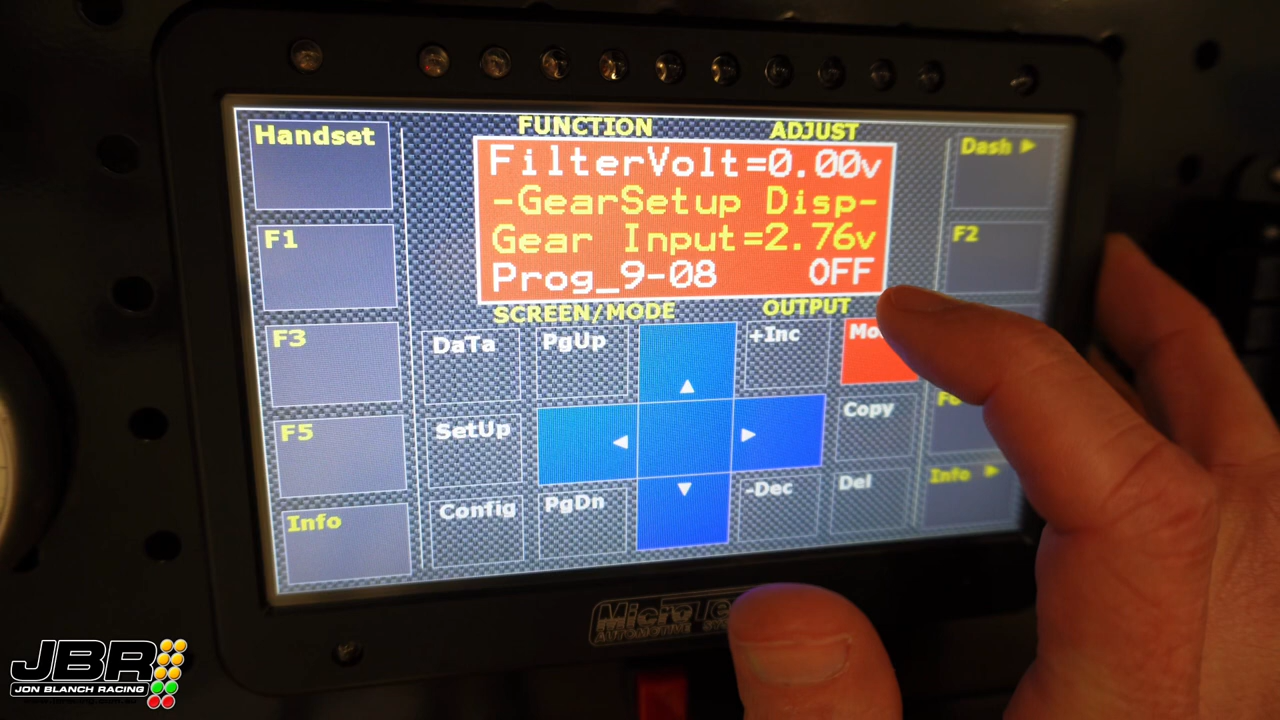 Handset
F1
F3
F5
Info
FUNCTION ADJUST
FilterVolt=0.00v
-GearSetup Disp-
Gear Input=2.76v
Prog_9-08 OFF
SCREEN/MODE OUTPUT
DaTa PgUp +Inc
SetUp Copy
Config PgDn -Dec Del
Dash
F2
Info
JBR
JON BLANCH RACING